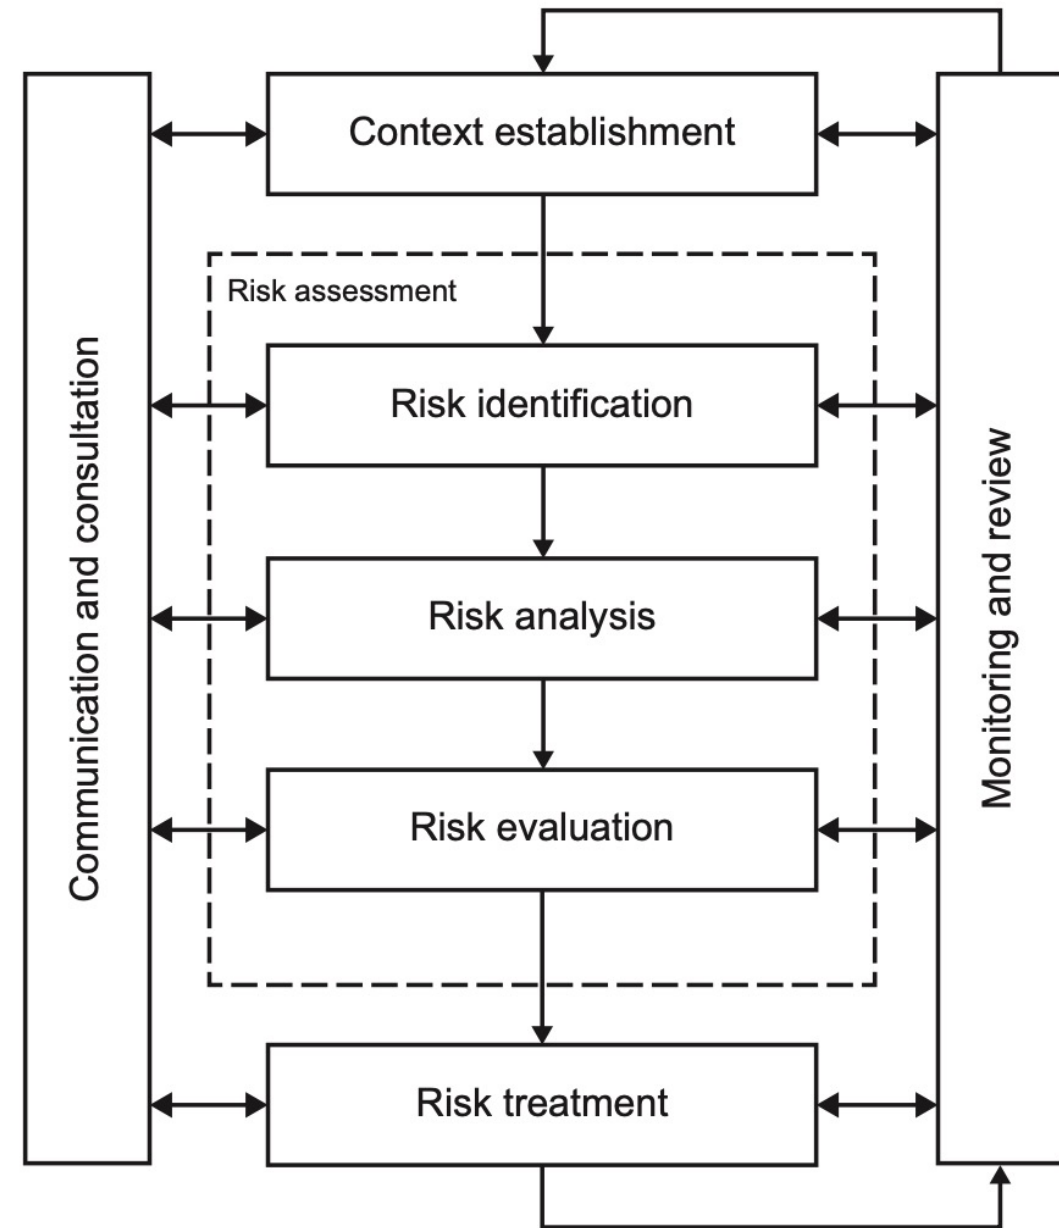 Context establishment
Risk assessment
Risk identification
Risk analysis
Risk evaluation
Risk treatment
Communication and consultation
Monitoring and review